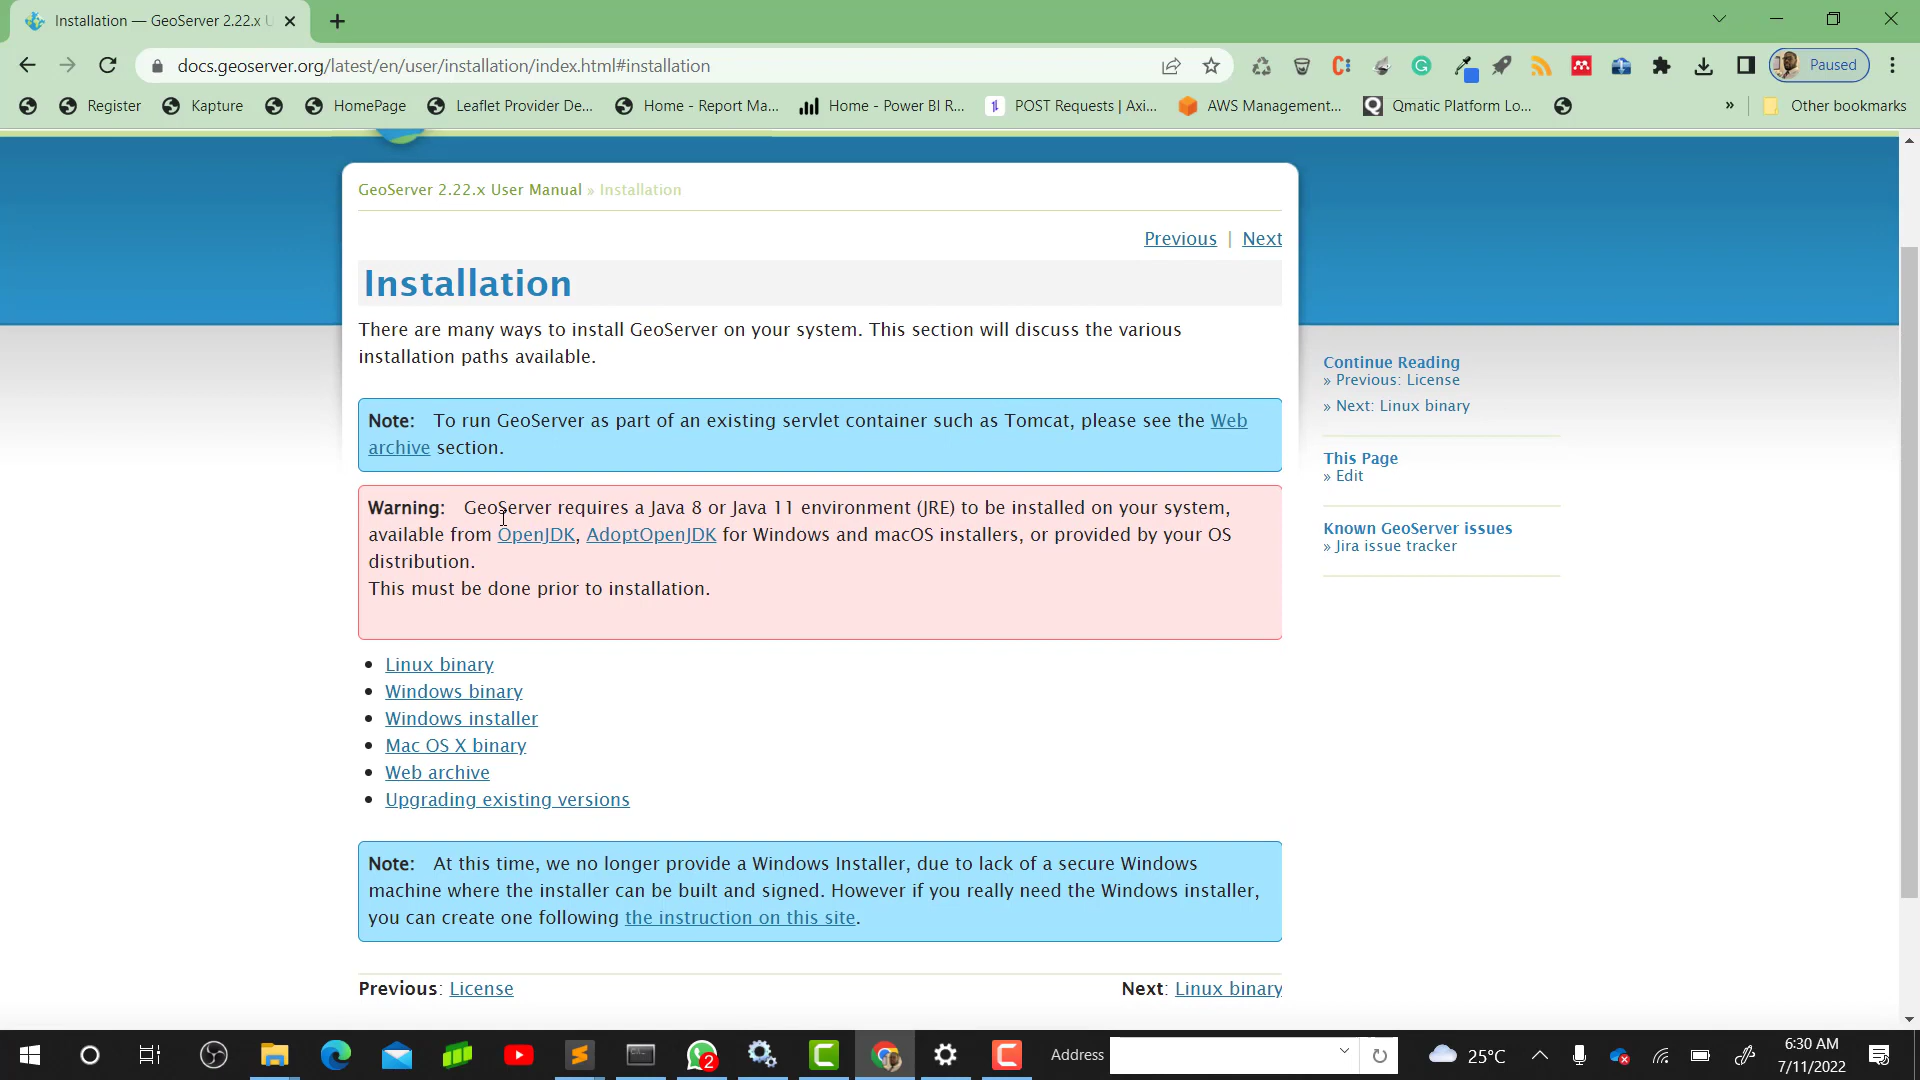 Installation — GeoServer 2.22.x U
docs.geoserver.org/latest/en/user/installation/index.html#installation
Paused
Register
Kapture
HomePage
Leaflet Provider De...
Home - Report Ma...
Home - Power BI R...
POST Requests | Axi...
AWS Management...
Qmatic Platform Lo...
»
Other bookmarks
GeoServer 2.22.x User Manual » Installation
Previous | Next
Installation
There are many ways to install GeoServer on your system. This section will discuss the various
installation paths available.
Note: To run GeoServer as part of an existing servlet container such as Tomcat, please see the Web
archive section.
Warning: GeoServer requires a Java 8 or Java 11 environment (JRE) to be installed on your system,
available from OpenJDK, AdoptOpenJDK for Windows and macOS installers, or provided by your OS
distribution.
This must be done prior to installation.
• Linux binary
• Windows binary
• Windows installer
• Mac OS X binary
• Web archive
• Upgrading existing versions
Note: At this time, we no longer provide a Windows Installer, due to lack of a secure Windows
machine where the installer can be built and signed. However if you really need the Windows installer,
you can create one following the instruction on this site.
Previous: License
Next: Linux binary
Continue Reading
» Previous: License
» Next: Linux binary
This Page
» Edit
Known GeoServer issues
» Jira issue tracker
2
Address
25°C
6:30 AM
7/11/2022